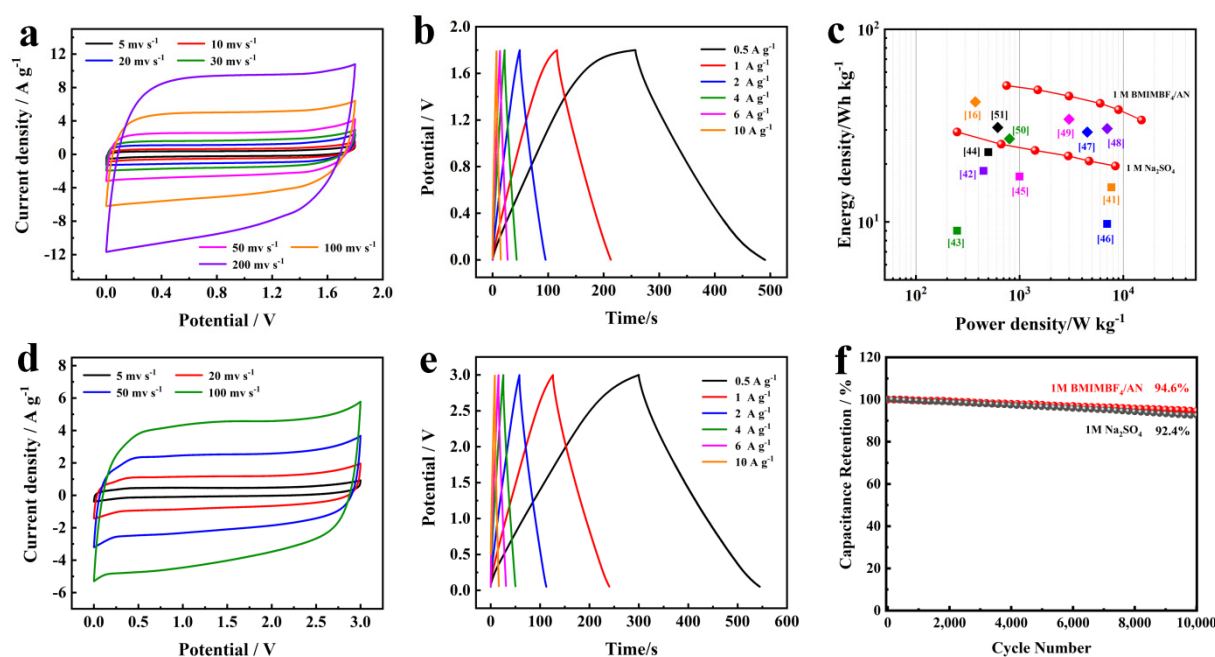 a
Current density / A g⁻¹
12
8
4
0
-4
-8
-12
5 mv s⁻¹ 10 mv s⁻¹
20 mv s⁻¹ 30 mv s⁻¹
50 mv s⁻¹ 100 mv s⁻¹
200 mv s⁻¹
0.0 0.4 0.8 1.2 1.6 2.0
Potential / V
b
Potential / V
2.0
1.6
1.2
0.8
0.4
0.0
0.5 A g⁻¹
1 A g⁻¹
2 A g⁻¹
4 A g⁻¹
6 A g⁻¹
10 A g⁻¹
0 100 200 300 400 500
Time/s
c
Energy density/Wh kg⁻¹
10²
10¹
1 M BMIMBF₄/AN
[16]
[51]
[50]
[49]
[47]
[48]
[44]
1 M Na₂SO₄
[42]
[45]
[41]
[43]
[46]
10² 10³ 10⁴
Power density/W kg⁻¹
d
Current density / A g⁻¹
8
6
4
2
0
-2
-4
-6
5 mv s⁻¹ 20 mv s⁻¹
50 mv s⁻¹ 100 mv s⁻¹
0.0 0.5 1.0 1.5 2.0 2.5 3.0
Potential / V
e
Potential / V
3.0
2.5
2.0
1.5
1.0
0.5
0.0
0.5 A g⁻¹
1 A g⁻¹
2 A g⁻¹
4 A g⁻¹
6 A g⁻¹
10 A g⁻¹
0 100 200 300 400 500 600
Time/s
f
Capacitance Retention / %
120
100
80
60
40
20
0
1M BMIMBF₄/AN 94.6%
1M Na₂SO₄ 92.4%
0 2,000 4,000 6,000 8,000 10,000
Cycle Number